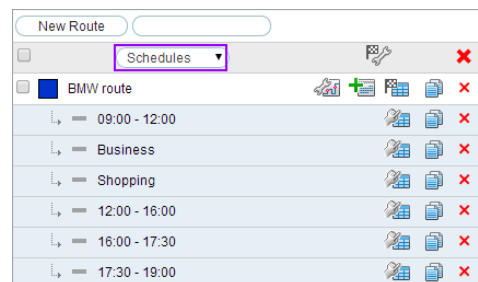 New Route
Schedules
BMW route
09:00 - 12:00
Business
Shopping
12:00 - 16:00
16:00 - 17:30
17:30 - 19:00